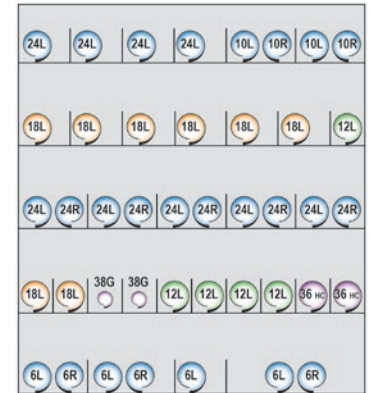 24L 24L 24L 24L 10L 10R 10L 10R
18L 18L 18L 18L 18L 18L 12L
24L 24R 24L 24R 24L 24R 24L 24R 24L 24R
18L 18L 38G 38G 12L 12L 12L 12L 36 HC 36 HC
6L 6R 6L 6R 6L 6L 6R